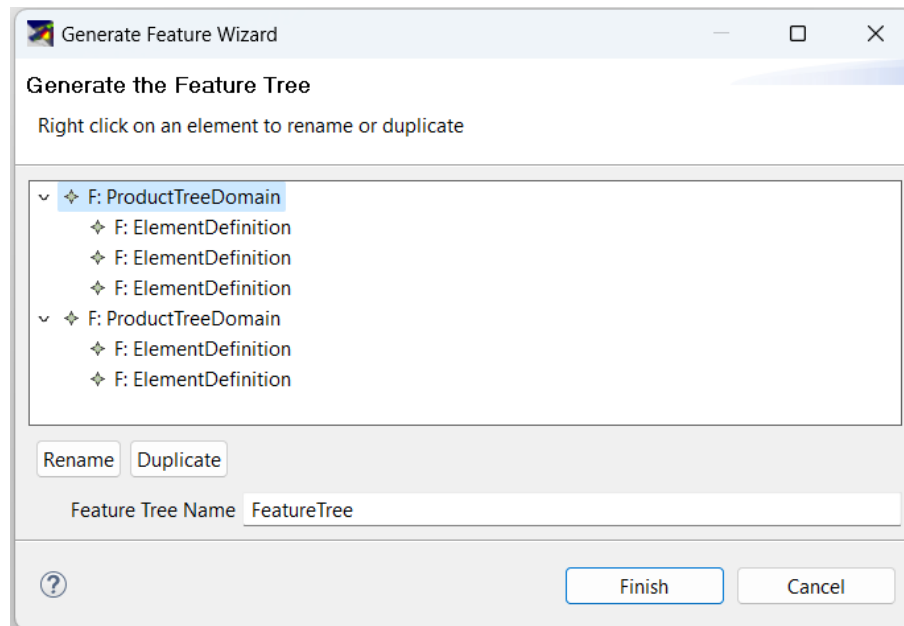 Generate Feature Wizard
Generate the Feature Tree
Right click on an element to rename or duplicate
F: ProductTreeDomain
F: ElementDefinition
F: ElementDefinition
F: ElementDefinition
F: ProductTreeDomain
F: ElementDefinition
F: ElementDefinition
Rename Duplicate
Feature Tree Name FeatureTree
? Finish Cancel